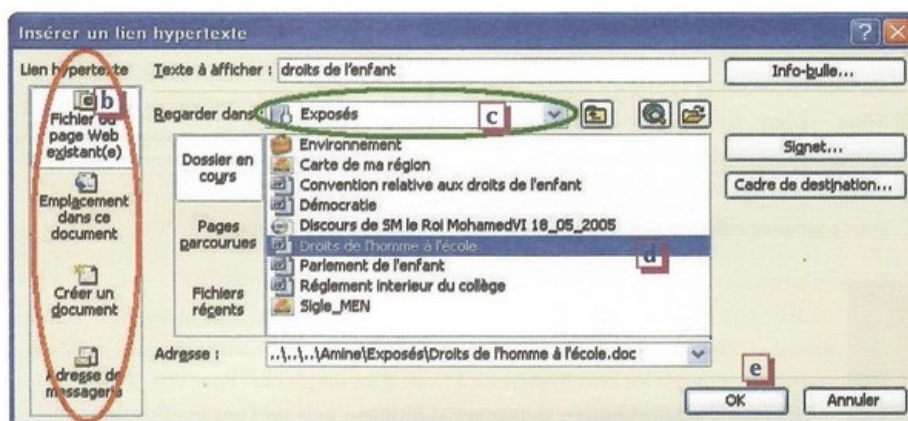 Insérer un lien hypertexte
Lien hypertexte
Texte à afficher : droits de l'enfant
Info-bulle...
b
Fichier ou
page Web
existant(e)
Regarder dans :
Exposés
c
Dossier en
cours
Environnement
Carte de ma région
Convention relative aux droits de l'enfant
Démocratie
Discours de SM le Roi MohamedVI 18_05_2005
Droits de l'homme à l'école
d
Parlement de l'enfant
Réglement interieur du collège
Sigle_MEN
Signet...
Cadre de destination...
Emplacement
dans ce
document
Pages
parcourues
Créer un
document
Fichiers
récents
Adresse de
messagerie
Adresse :
..\..\..\Amine\Exposés\Droits de l'homme à l'école.doc
e
OK
Annuler